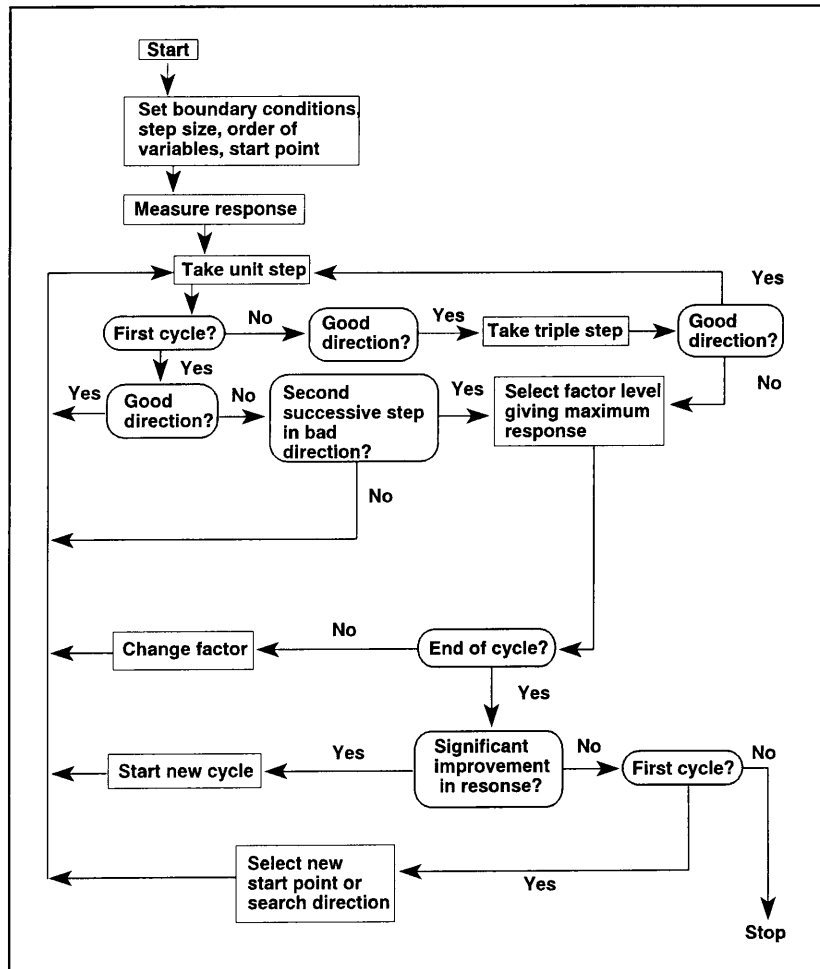 Start
Set boundary conditions,
step size, order of
variables, start point
Measure response
Take unit step
Yes
First cycle?
No
Good
direction?
Yes
Take triple step
Good
direction?
Yes
No
Yes
Good
direction?
No
Second
successive step
in bad
direction?
Yes
Select factor level
giving maximum
response
No
Change factor
No
End of cycle?
Yes
Start new cycle
Yes
Significant
improvement
in resonse?
No
First cycle?
No
Select new
start point or
search direction
Yes
Stop